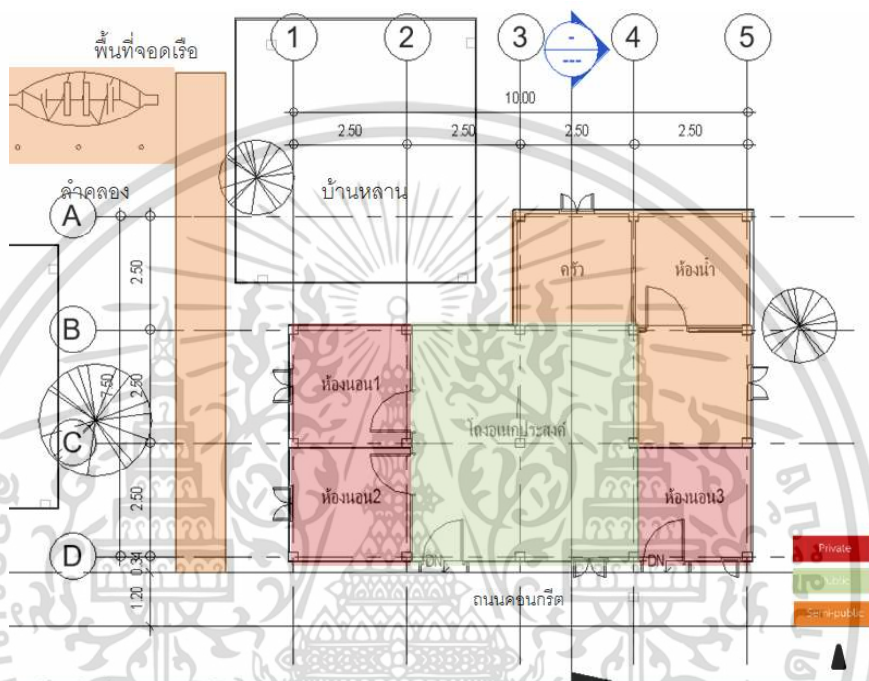 พื้นที่จอดเรือ
1 2 3 - 4 5
---
10.00
2.50 2.50 2.50 2.50
ลำคลอง
บ้านหลาน
A
2.50
ครัว ห้องน้ำ
B
7.50 2.50
ห้องนอน1
โถงอเนกประสงค์
C
2.50
ห้องนอน2 ห้องนอน3
D
0.34
DN DN
1.20
ถนนคอนกรีต
Private
Public
Semi-public